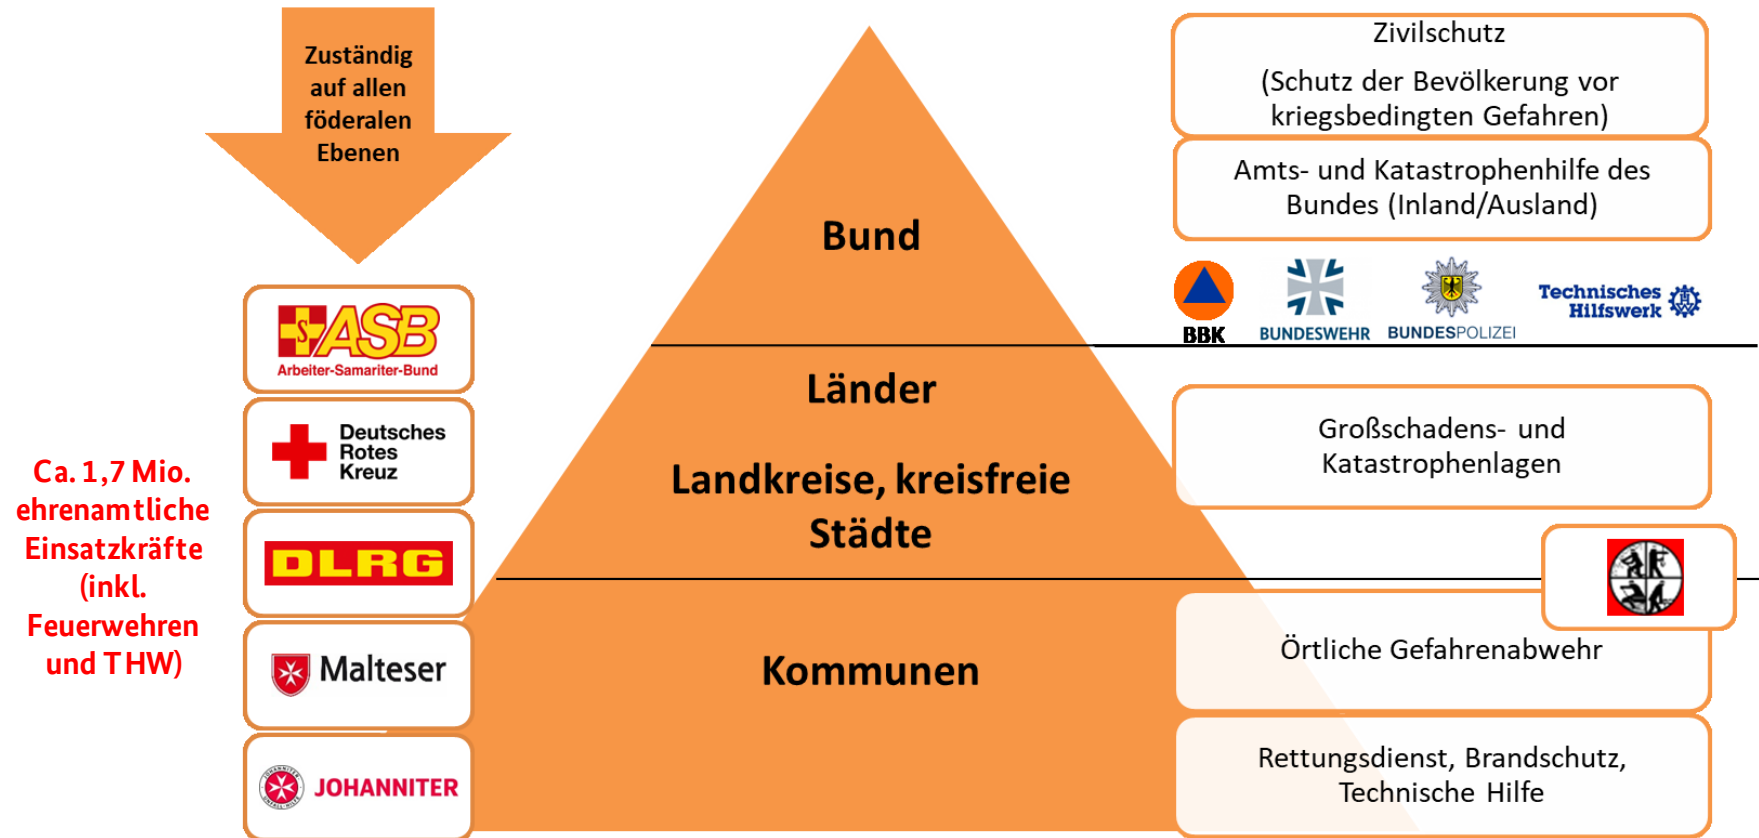 Zuständig
auf allen
föderalen
Ebenen
ASB
Arbeiter-Samariter-Bund
Deutsches
Rotes
Kreuz
DLRG
Malteser
JOHANNITER
Ca. 1,7 Mio.
ehrenamtliche
Einsatzkräfte
(inkl.
Feuerwehren
und THW)
Bund
Länder
Landkreise, kreisfreie
Städte
Kommunen
Zivilschutz
(Schutz der Bevölkerung vor
kriegsbedingten Gefahren)
Amts- und Katastrophenhilfe des
Bundes (Inland/Ausland)
BBK
BUNDESWEHR
BUNDESPOLIZEI
Technisches
Hilfswerk
Großschadens- und
Katastrophenlagen
Örtliche Gefahrenabwehr
Rettungsdienst, Brandschutz,
Technische Hilfe